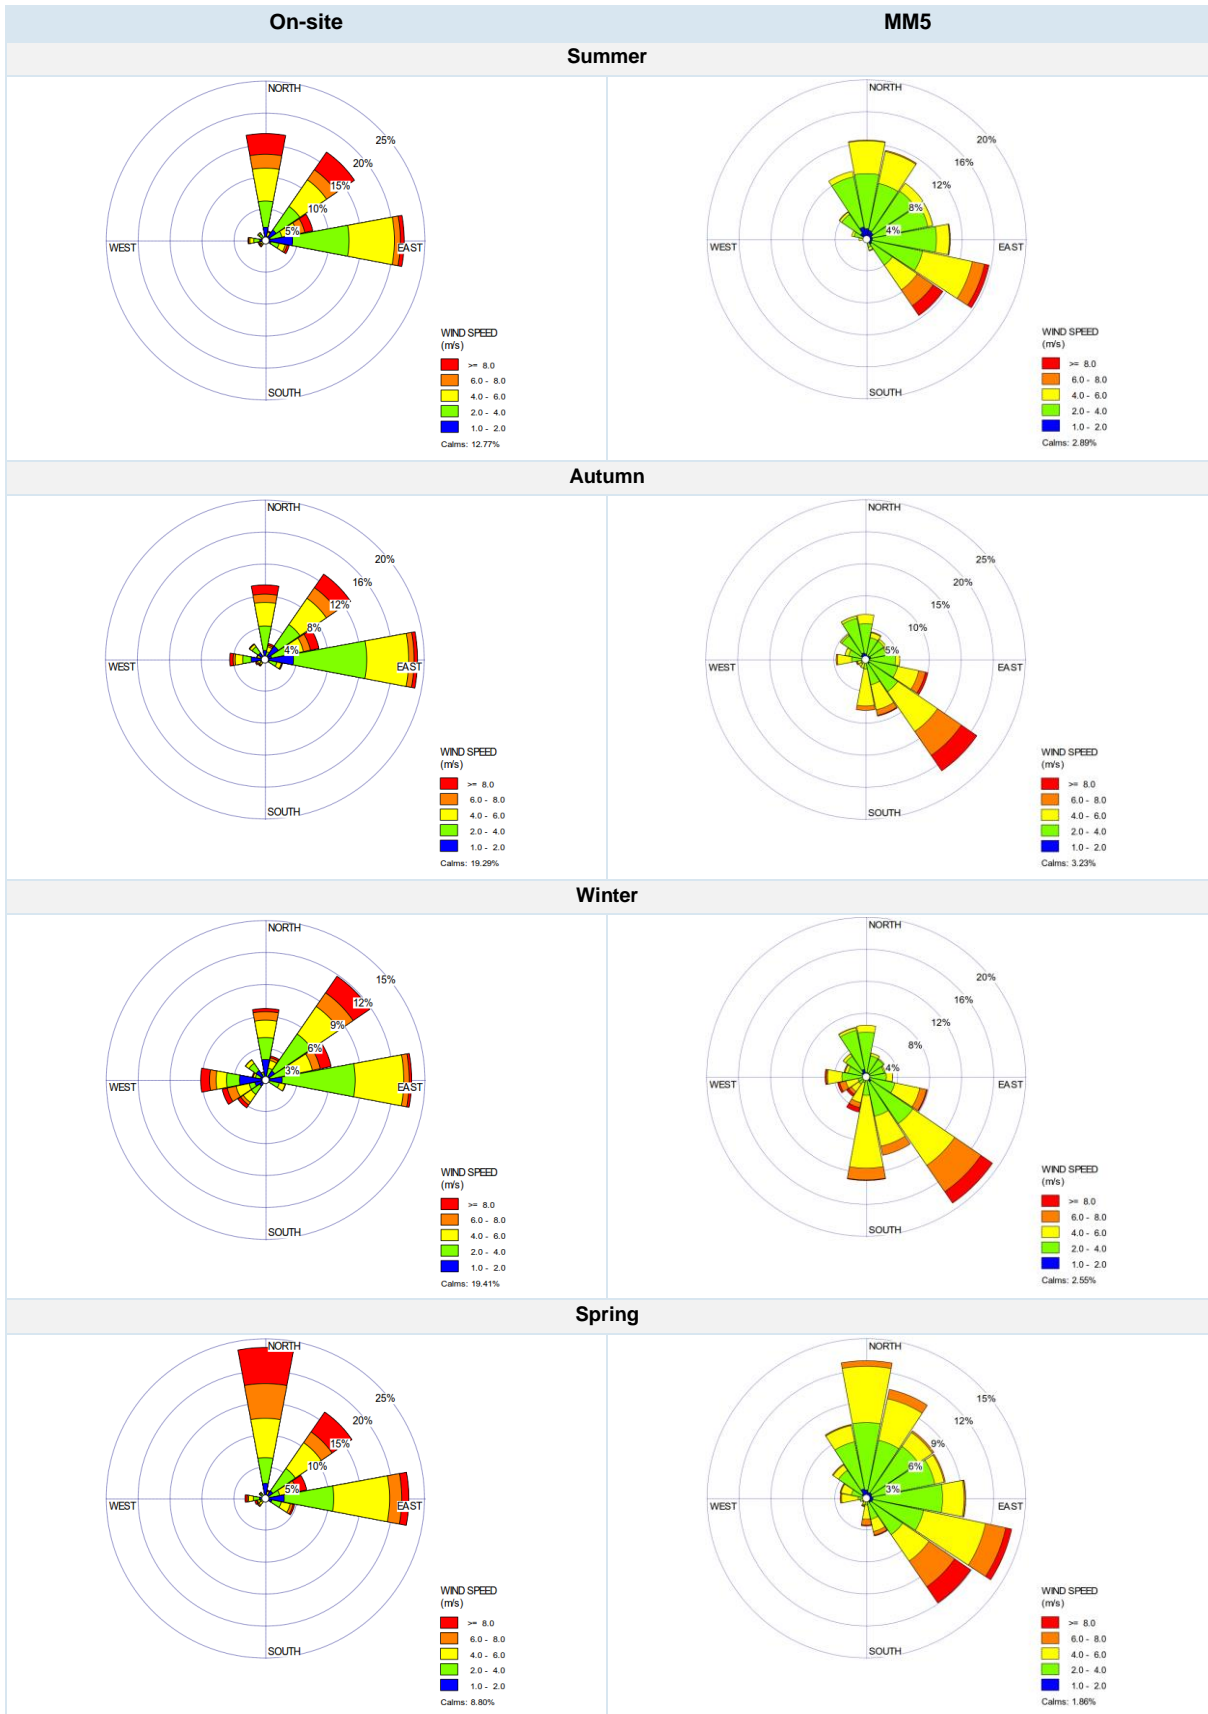 On-site MM5
Summer
NORTH
25%
20%
15%
10%
5%
WEST
EAST
SOUTH
WIND SPEED
(m/s)
>= 8.0
6.0 - 8.0
4.0 - 6.0
2.0 - 4.0
1.0 - 2.0
Calms: 12.77%
NORTH
20%
16%
12%
8%
4%
WEST
EAST
SOUTH
WIND SPEED
(m/s)
>= 8.0
6.0 - 8.0
4.0 - 6.0
2.0 - 4.0
1.0 - 2.0
Calms: 2.89%
Autumn
NORTH
20%
16%
12%
8%
4%
WEST
EAST
SOUTH
WIND SPEED
(m/s)
>= 8.0
6.0 - 8.0
4.0 - 6.0
2.0 - 4.0
1.0 - 2.0
Calms: 19.29%
NORTH
25%
20%
15%
10%
5%
WEST
EAST
SOUTH
WIND SPEED
(m/s)
>= 8.0
6.0 - 8.0
4.0 - 6.0
2.0 - 4.0
1.0 - 2.0
Calms: 3.23%
Winter
NORTH
15%
12%
9%
6%
3%
WEST
EAST
SOUTH
WIND SPEED
(m/s)
>= 8.0
6.0 - 8.0
4.0 - 6.0
2.0 - 4.0
1.0 - 2.0
Calms: 19.41%
NORTH
20%
16%
12%
8%
4%
WEST
EAST
SOUTH
WIND SPEED
(m/s)
>= 8.0
6.0 - 8.0
4.0 - 6.0
2.0 - 4.0
1.0 - 2.0
Calms: 2.55%
Spring
NORTH
25%
20%
15%
10%
5%
WEST
EAST
SOUTH
WIND SPEED
(m/s)
>= 8.0
6.0 - 8.0
4.0 - 6.0
2.0 - 4.0
1.0 - 2.0
Calms: 8.80%
NORTH
15%
12%
9%
6%
3%
WEST
EAST
SOUTH
WIND SPEED
(m/s)
>= 8.0
6.0 - 8.0
4.0 - 6.0
2.0 - 4.0
1.0 - 2.0
Calms: 1.86%